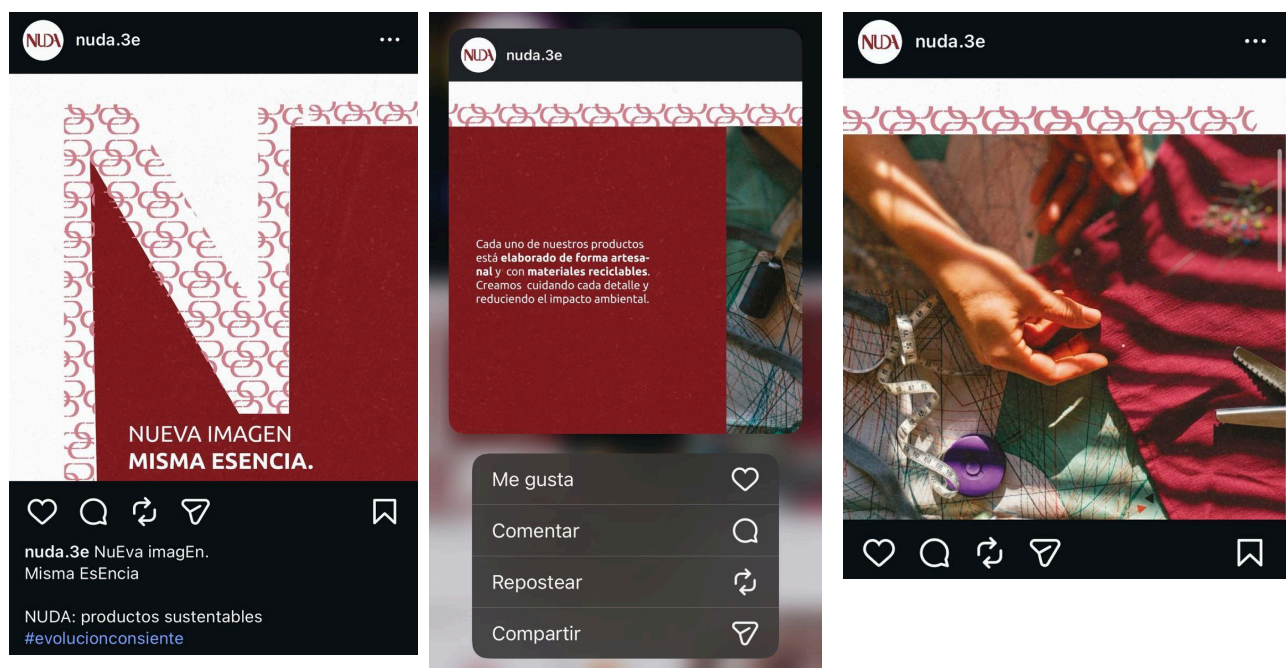 NUDA nuda.3e
NUEVA IMAGEN
MISMA ESENCIA.
nuda.3e NuEva imagEn.
Misma EsEncia
NUDA: productos sustentables
#evolucionconsiente
NUDA nuda.3e
Cada uno de nuestros productos
está elaborado de forma artesa-
nal y con materiales reciclables.
Creamos cuidando cada detalle y
reduciendo el impacto ambiental.
Me gusta
Comentar
Repostear
Compartir
NUDA nuda.3e